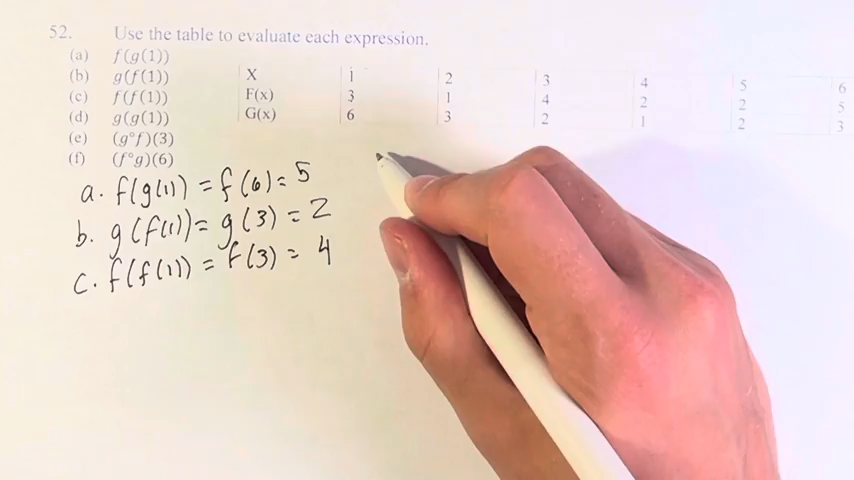 52. Use the table to evaluate each expression.
(a) f(g(1))
(b) g(f(1))
(c) f(f(1))
(d) g(g(1))
(e) (g°f)(3)
(f) (f°g)(6)
X | 1 | 2 | 3 | 4 | 5 | 6
F(x) | 3 | 1 | 4 | 2 | 2 | 5
G(x) | 6 | 3 | 2 | 1 | 2 | 3
a. f(g(1)) = f(6) = 5
b. g(f(1)) = g(3) = 2
c. f(f(1)) = f(3) = 4